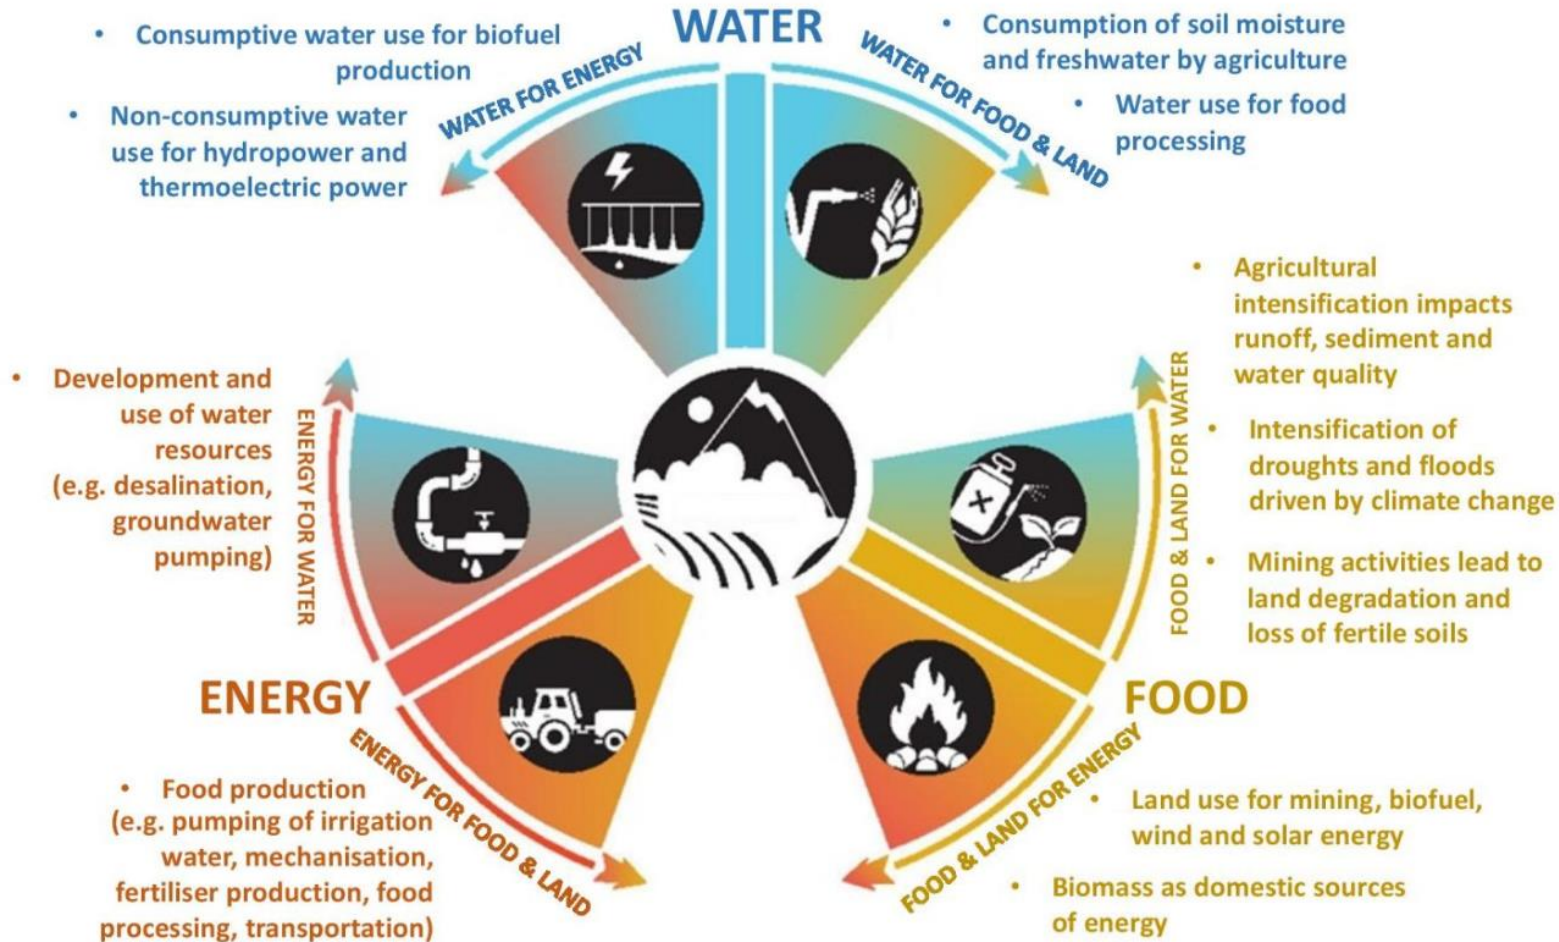 WATER
• Consumptive water use for biofuel
production
• Non-consumptive water
use for hydropower and
thermoelectric power
WATER FOR ENERGY
WATER FOR FOOD & LAND
• Consumption of soil moisture
and freshwater by agriculture
• Water use for food
processing
• Agricultural
intensification impacts
runoff, sediment and
water quality
• Intensification of
droughts and floods
driven by climate change
• Mining activities lead to
land degradation and
loss of fertile soils
FOOD & LAND FOR WATER
FOOD
FOOD & LAND FOR ENERGY
• Land use for mining, biofuel,
wind and solar energy
• Biomass as domestic sources
of energy
• Development and
use of water
resources
(e.g. desalination,
groundwater
pumping)
ENERGY FOR WATER
ENERGY
ENERGY FOR FOOD & LAND
• Food production
(e.g. pumping of irrigation
water, mechanisation,
fertiliser production, food
processing, transportation)